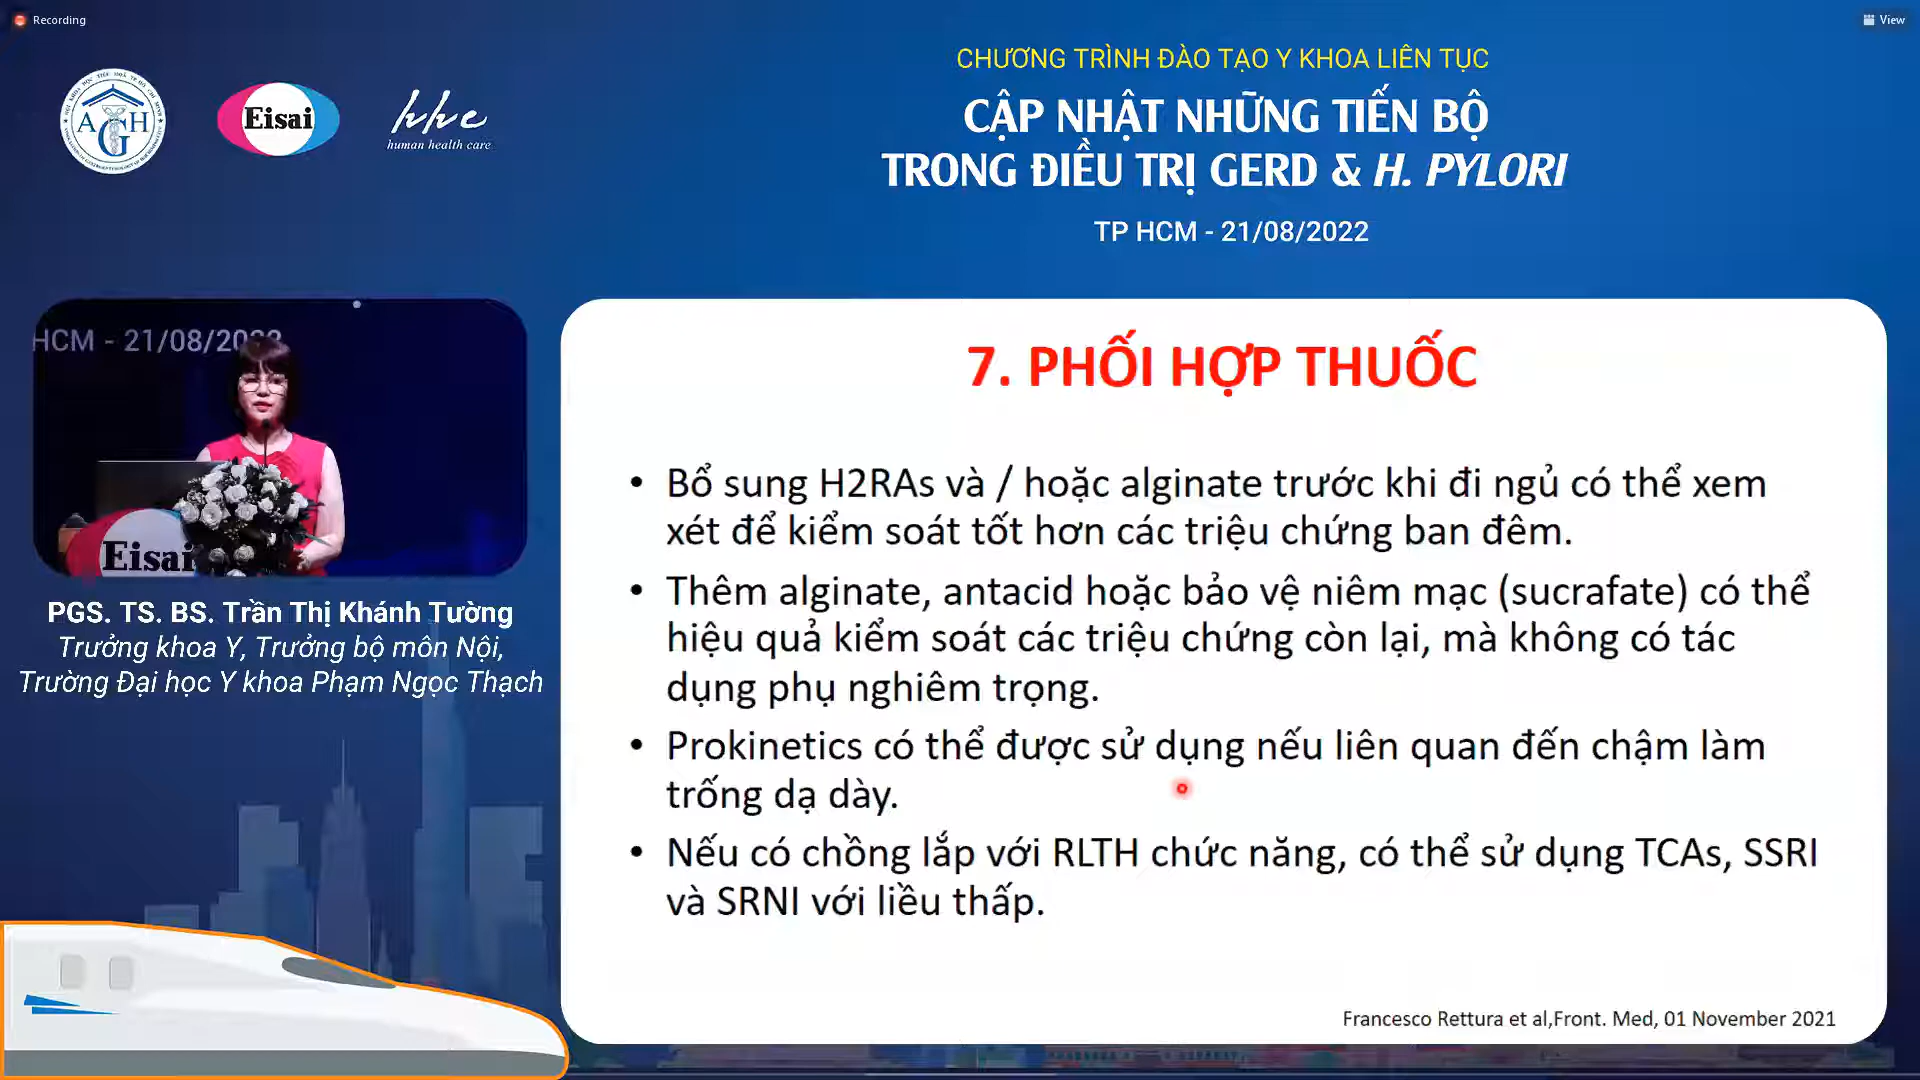 Recording
View
AGH
Eisai
hhc
human health care
CHƯƠNG TRÌNH ĐÀO TẠO Y KHOA LIÊN TỤC
CẬP NHẬT NHỮNG TIẾN BỘ
TRONG ĐIỀU TRỊ GERD & H. PYLORI
TP HCM - 21/08/2022
HCM - 21/08/2022
Eisai
PGS. TS. BS. Trần Thị Khánh Tường
Trưởng khoa Y, Trưởng bộ môn Nội,
Trường Đại học Y khoa Phạm Ngọc Thạch
7. PHỐI HỢP THUỐC
• Bổ sung H2RAs và / hoặc alginate trước khi đi ngủ có thể xem
xét để kiểm soát tốt hơn các triệu chứng ban đêm.
• Thêm alginate, antacid hoặc bảo vệ niêm mạc (sucrafate) có thể
hiệu quả kiểm soát các triệu chứng còn lại, mà không có tác
dụng phụ nghiêm trọng.
• Prokinetics có thể được sử dụng nếu liên quan đến chậm làm
trống dạ dày.
• Nếu có chồng lắp với RLTH chức năng, có thể sử dụng TCAs, SSRI
và SRNI với liều thấp.
Francesco Rettura et al,Front. Med, 01 November 2021